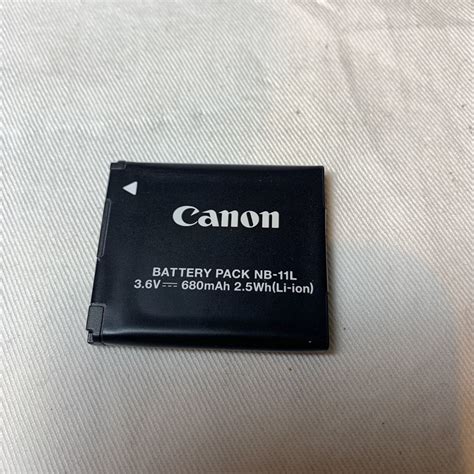 Canon
BATTERY PACK NB-11L
3.6V⎓ 680mAh 2.5Wh(Li-ion)